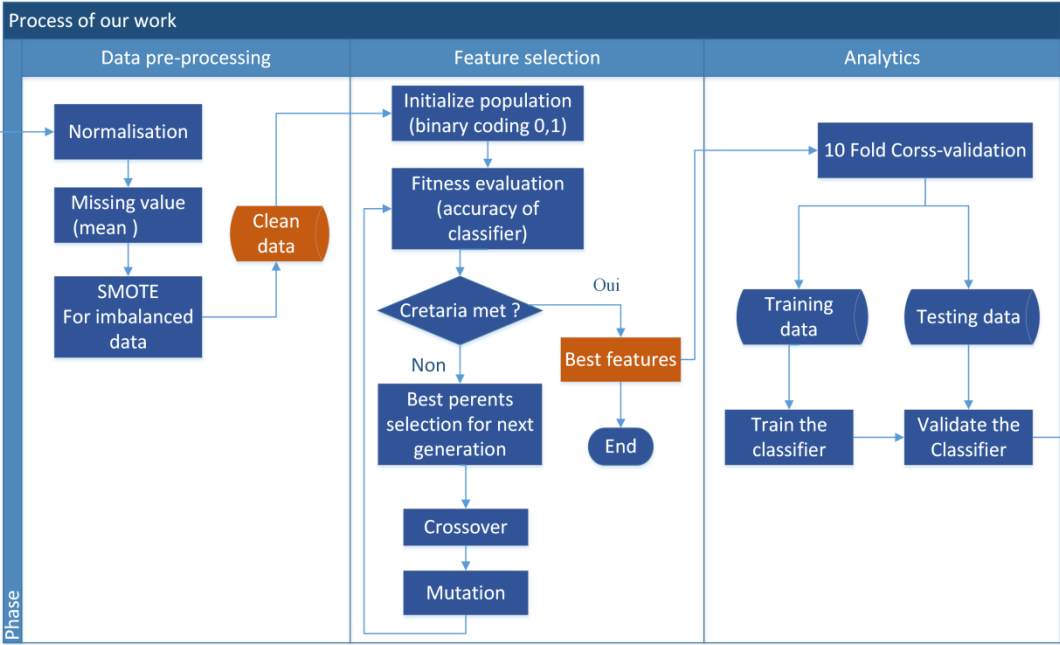 Process of our work
Phase
Data pre-processing
Feature selection
Analytics
Normalisation
Missing value
(mean )
SMOTE
For imbalanced
data
Clean
data
Initialize population
(binary coding 0,1)
Fitness evaluation
(accuracy of
classifier)
Cretaria met ?
Oui
Non
Best features
End
Best perents
selection for next
generation
Crossover
Mutation
10 Fold Corss-validation
Training
data
Testing data
Train the
classifier
Validate the
Classifier